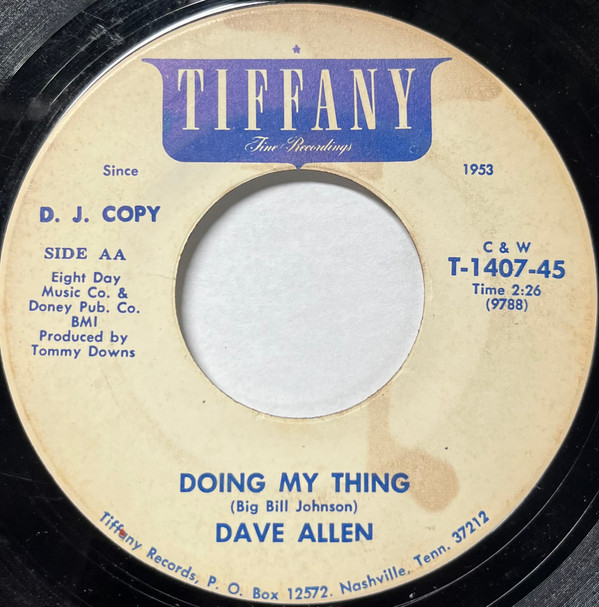 TIFFANY
Fine Recordings
Since 1953
D. J. COPY
SIDE AA
Eight Day
Music Co. &
Doney Pub. Co.
BMI
Produced by
Tommy Downs
C & W
T-1407-45
Time 2:26
(9788)
DOING MY THING
(Big Bill Johnson)
DAVE ALLEN
Tiffany Records, P. O. Box 12572. Nashville, Tenn. 37212